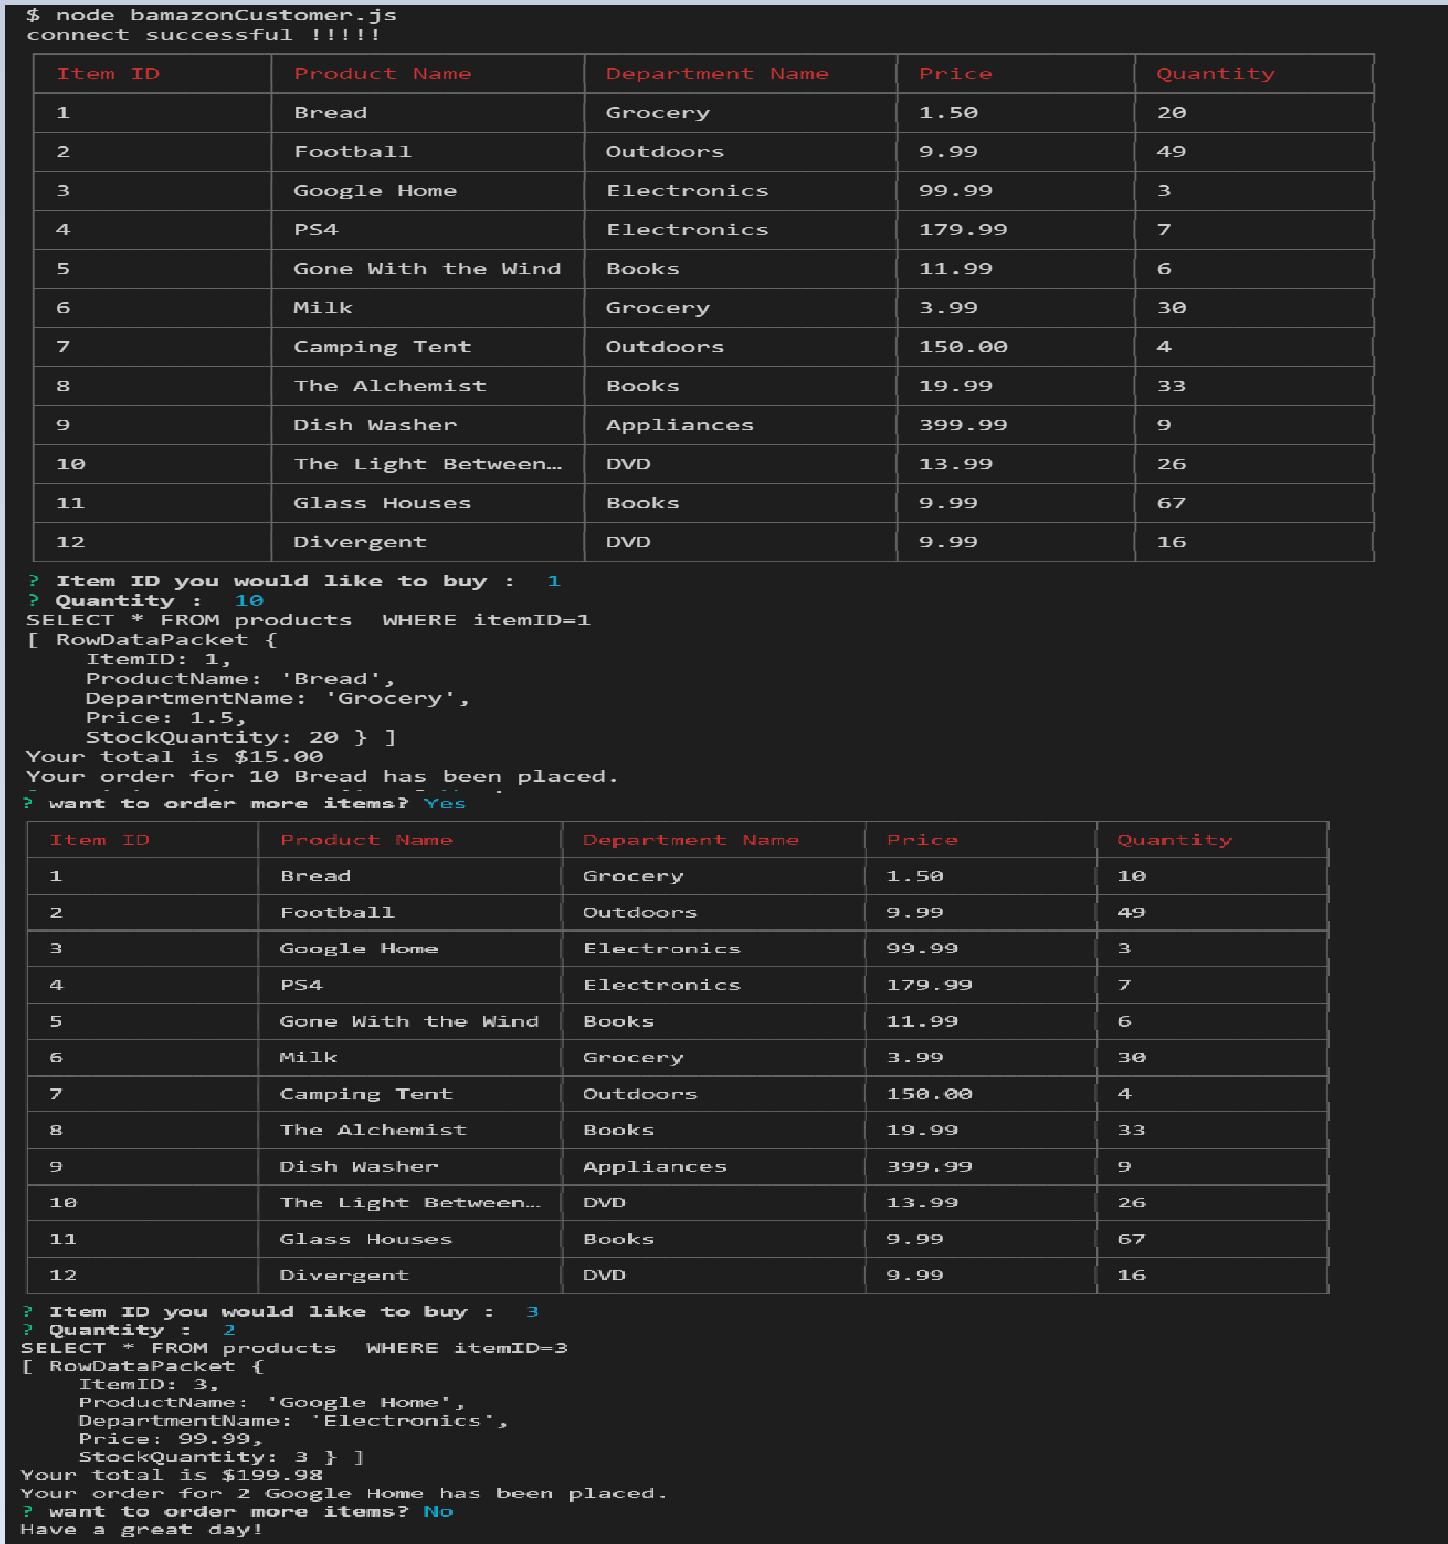 $ node bamazonCustomer.js
connect successful !!!!!
Item ID Product Name Department Name Price Quantity
1 Bread Grocery 1.50 20
2 Football Outdoors 9.99 49
3 Google Home Electronics 99.99 3
4 PS4 Electronics 179.99 7
5 Gone With the Wind Books 11.99 6
6 Milk Grocery 3.99 30
7 Camping Tent Outdoors 150.00 4
8 The Alchemist Books 19.99 33
9 Dish Washer Appliances 399.99 9
10 The Light Between… DVD 13.99 26
11 Glass Houses Books 9.99 67
12 Divergent DVD 9.99 16
? Item ID you would like to buy : 1
? Quantity : 10
SELECT * FROM products  WHERE itemID=1
[ RowDataPacket {
    ItemID: 1,
    ProductName: 'Bread',
    DepartmentName: 'Grocery',
    Price: 1.5,
    StockQuantity: 20 } ]
Your total is $15.00
Your order for 10 Bread has been placed.
? want to order more items? Yes
Item ID Product Name Department Name Price Quantity
1 Bread Grocery 1.50 10
2 Football Outdoors 9.99 49
3 Google Home Electronics 99.99 3
4 PS4 Electronics 179.99 7
5 Gone With the Wind Books 11.99 6
6 Milk Grocery 3.99 30
7 Camping Tent Outdoors 150.00 4
8 The Alchemist Books 19.99 33
9 Dish Washer Appliances 399.99 9
10 The Light Between… DVD 13.99 26
11 Glass Houses Books 9.99 67
12 Divergent DVD 9.99 16
? Item ID you would like to buy : 3
? Quantity : 2
SELECT * FROM products  WHERE itemID=3
[ RowDataPacket {
    ItemID: 3,
    ProductName: 'Google Home',
    DepartmentName: 'Electronics',
    Price: 99.99,
    StockQuantity: 3 } ]
Your total is $199.98
Your order for 2 Google Home has been placed.
? want to order more items? No
Have a great day!